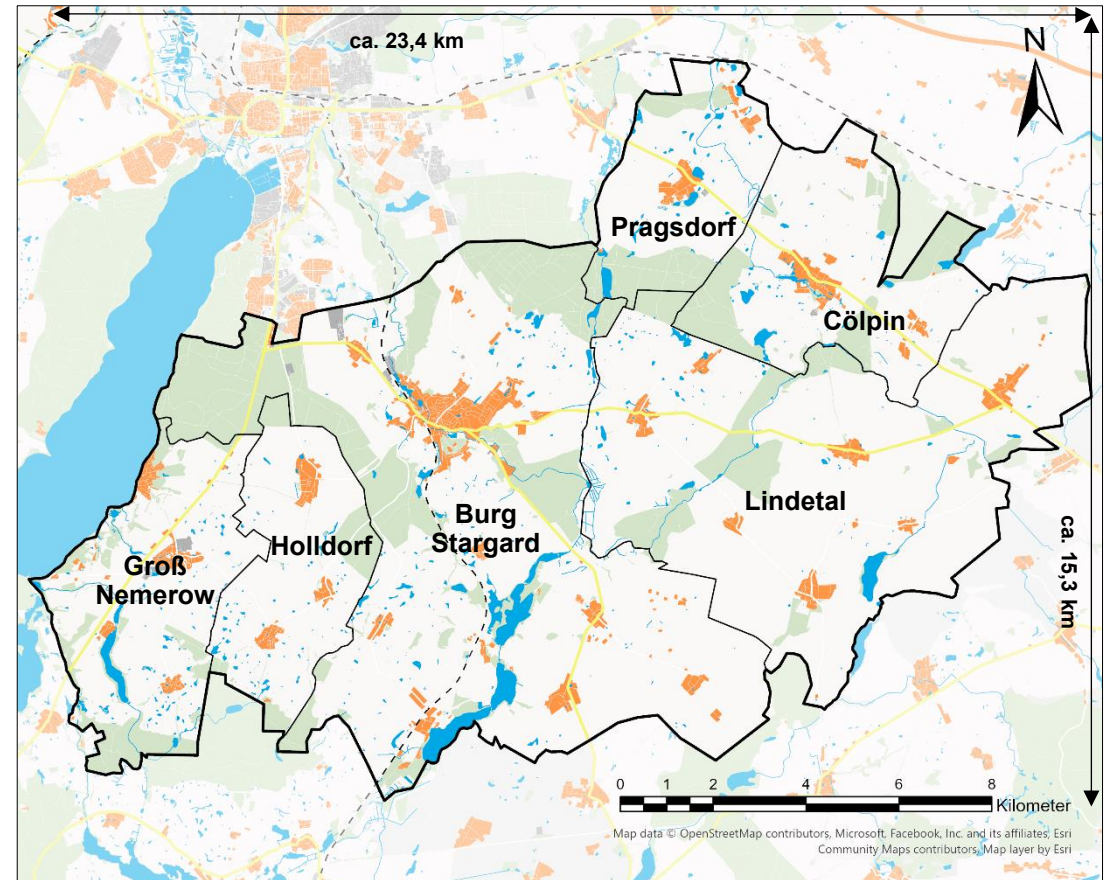 ca. 23,4 km
N
Pragsdorf
Cölpin
Lindetal
Burg
Stargard
Holldorf
Groß
Nemerow
ca. 15,3 km
0 1 2 4 6 8
Kilometer
Map data © OpenStreetMap contributors, Microsoft, Facebook, Inc. and its affiliates, Esri
Community Maps contributors, Map layer by Esri